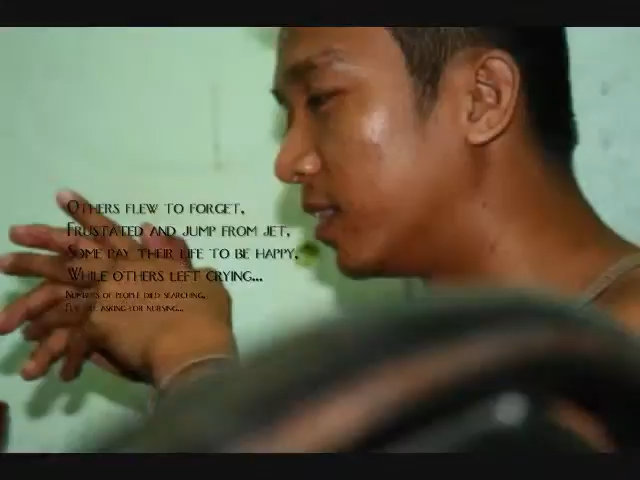 Others flew to forget,
Frustated and jump from jet,
Some pay their life to be happy,
While others left crying...
Numbers of people died searching,
asking for nursing...